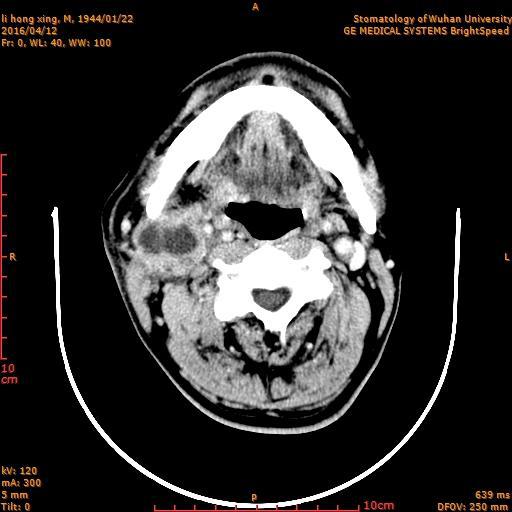 A
li hong xing, M, 1944/01/22
Stomatology of Wuhan University
2016/04/12
GE MEDICAL SYSTEMS BrightSpeed
Fr: 0, WL: 40, WW: 100
R
L
10
cm
kV: 120
mA: 300
5 mm
639 ms
Tilt: 0
P
10cm
DFOV: 250 mm